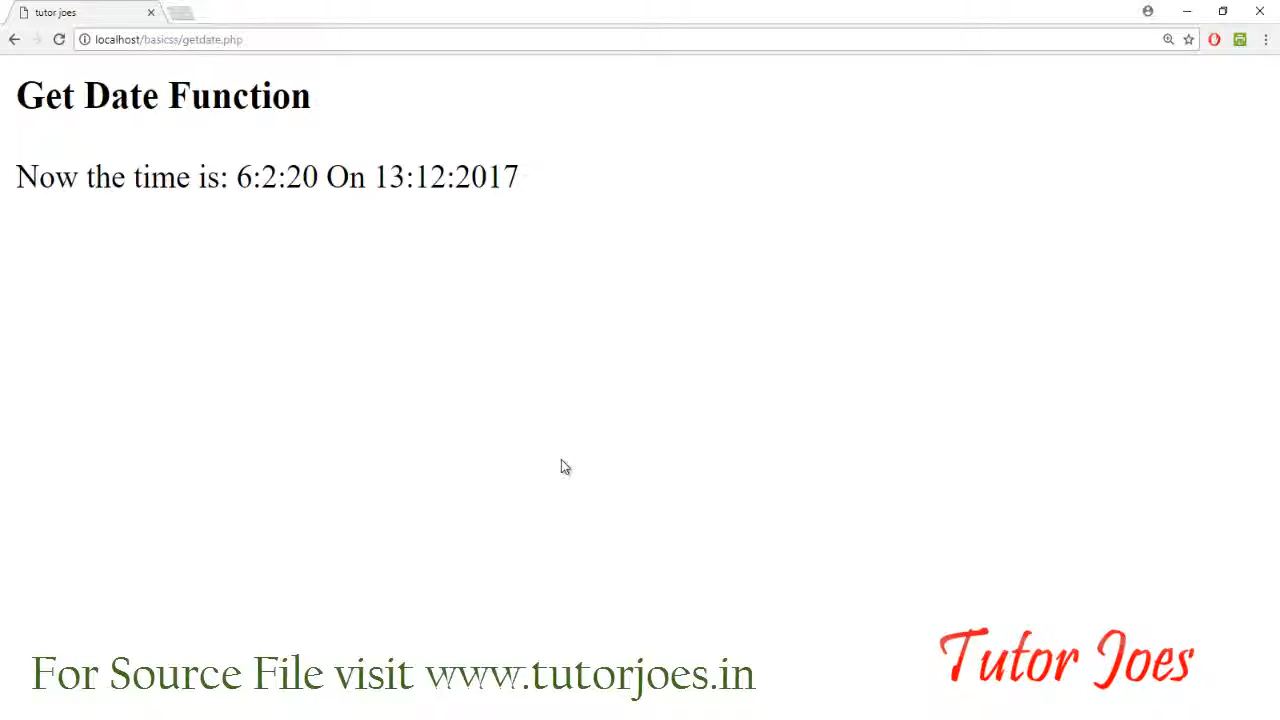 tutor joes
localhost/basicss/getdate.php
Get Date Function
Now the time is: 6:2:20 On 13:12:2017
For Source File visit www.tutorjoes.in
Tutor Joes